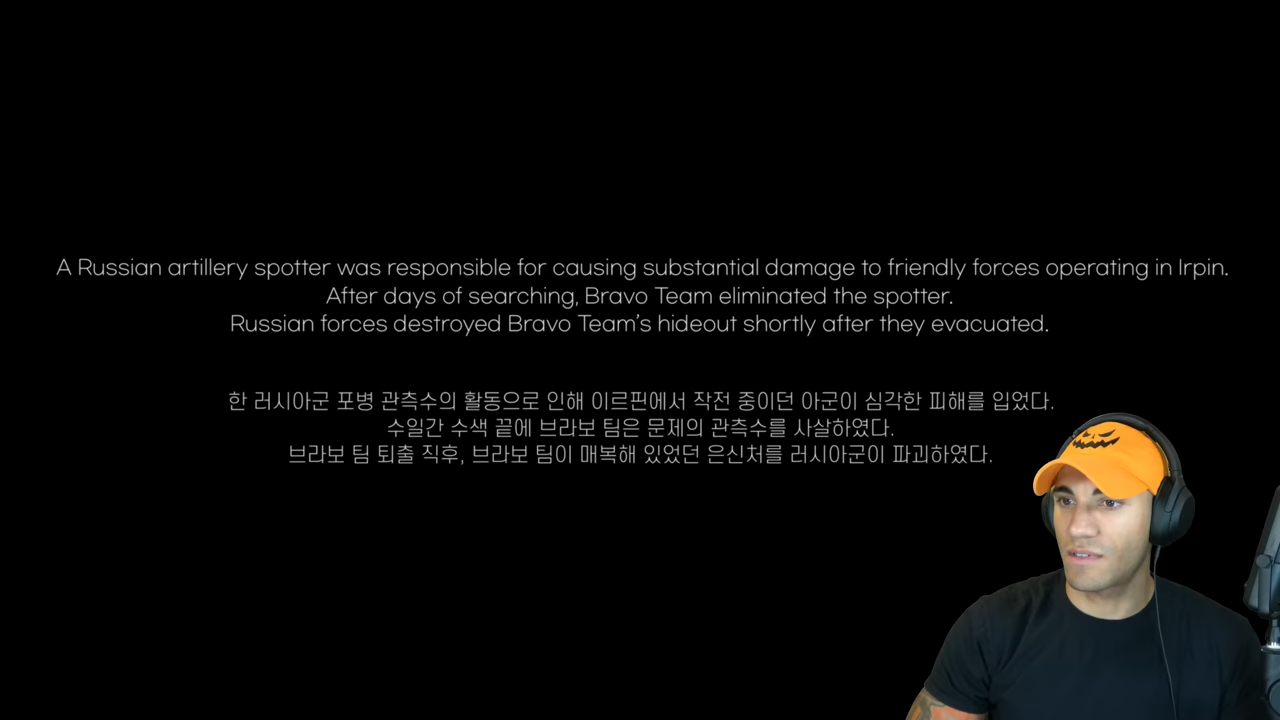 A Russian artillery spotter was responsible for causing substantial damage to friendly forces operating in Irpin.
After days of searching, Bravo Team eliminated the spotter.
Russian forces destroyed Bravo Team's hideout shortly after they evacuated.
한 러시아군 포병 관측수의 활동으로 인해 이르핀에서 작전 중이던 아군이 심각한 피해를 입었다.
수일간 수색 끝에 브라보 팀은 문제의 관측수를 사살하였다.
브라보 팀 퇴출 직후, 브라보 팀이 매복해 있었던 은신처를 러시아군이 파괴하였다.